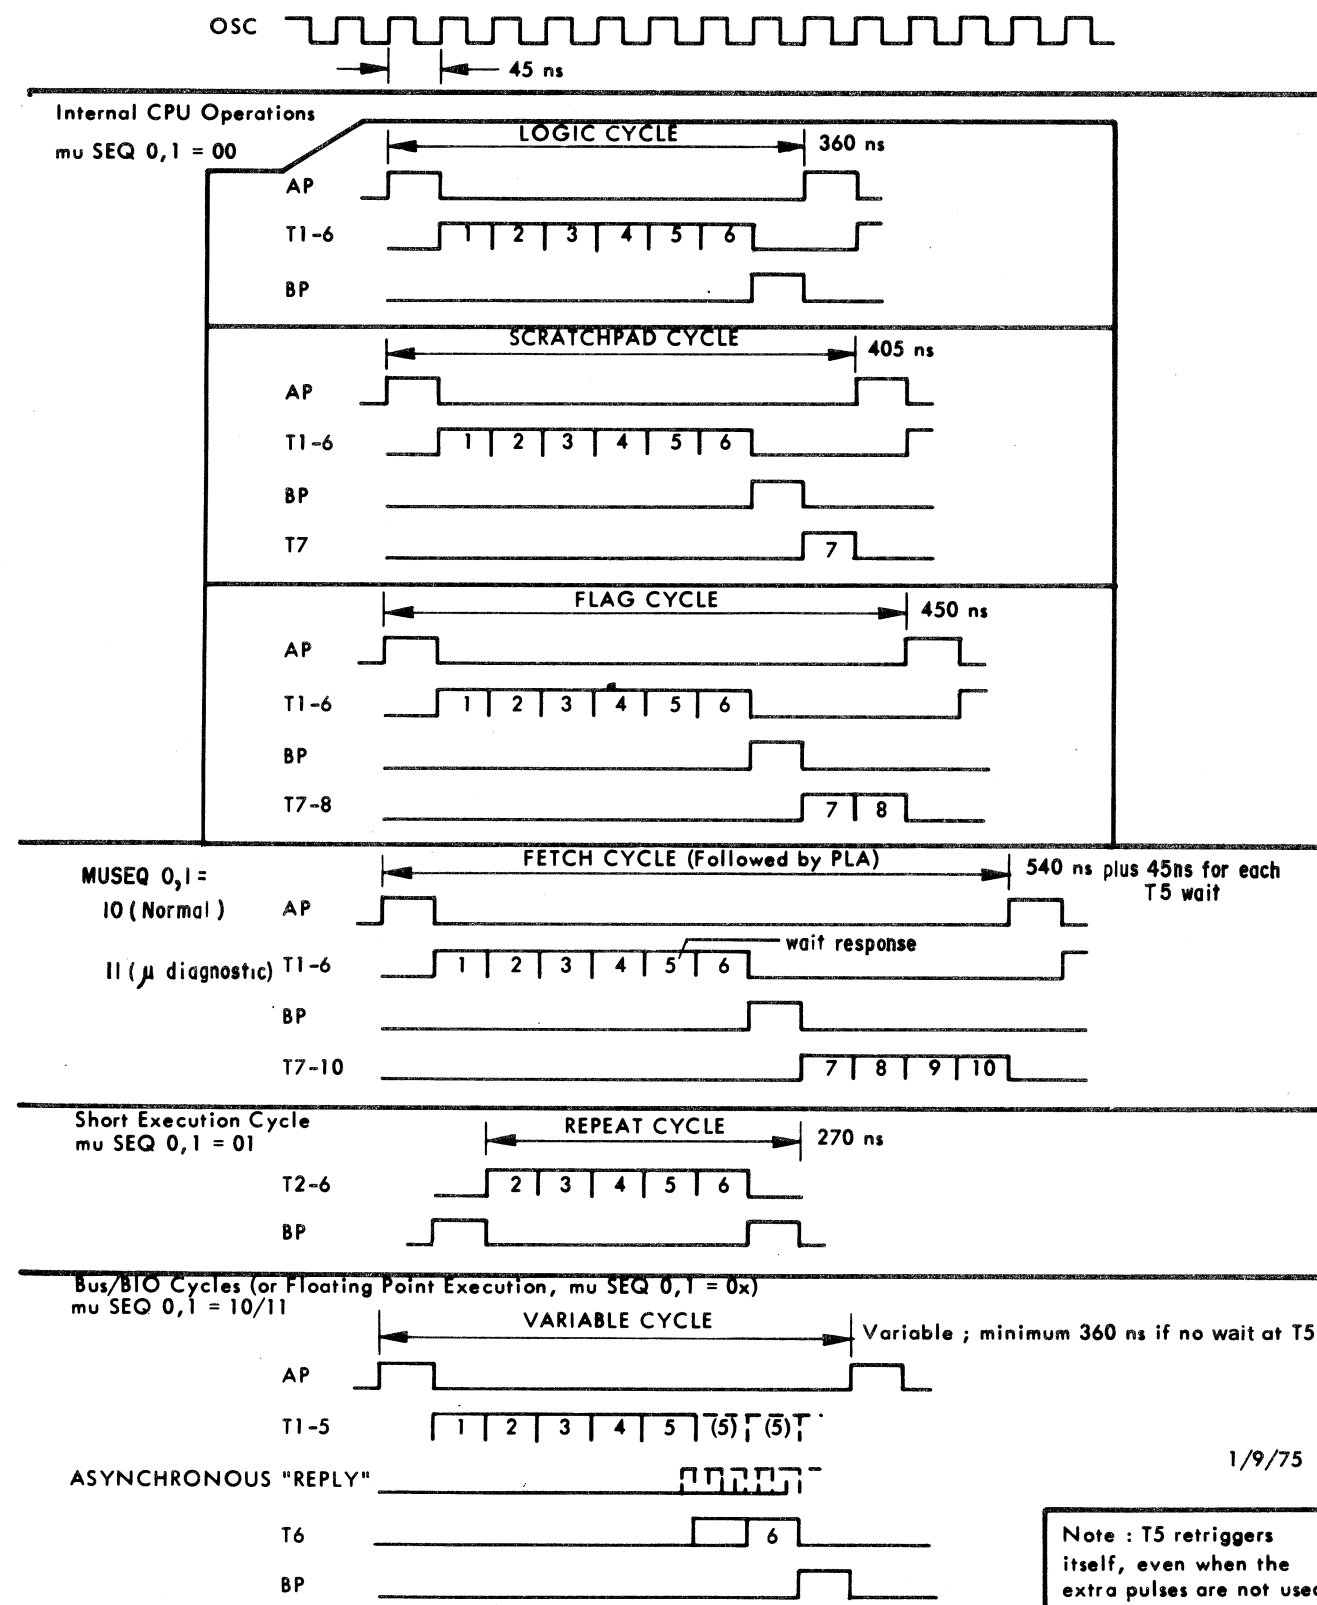 OSC
45 ns
Internal CPU Operations
mu SEQ 0,1 = 00
LOGIC CYCLE
360 ns
AP
T1-6
1 2 3 4 5 6
BP
SCRATCHPAD CYCLE
405 ns
AP
T1-6
1 2 3 4 5 6
BP
T7
7
FLAG CYCLE
450 ns
AP
T1-6
1 2 3 4 5 6
BP
T7-8
7 8
FETCH CYCLE (Followed by PLA)
540 ns plus 45ns for each
T5 wait
MUSEQ 0,1 =
10 (Normal)
AP
wait response
11 (μ diagnostic)
T1-6
1 2 3 4 5 6
BP
T7-10
7 8 9 10
Short Execution Cycle
mu SEQ 0,1 = 01
REPEAT CYCLE
270 ns
T2-6
2 3 4 5 6
BP
Bus/BIO Cycles (or Floating Point Execution, mu SEQ 0,1 = 0x)
mu SEQ 0,1 = 10/11
VARIABLE CYCLE
Variable ; minimum 360 ns if no wait at T5
AP
T1-5
1 2 3 4 5 (5) (5)
ASYNCHRONOUS "REPLY"
1/9/75
T6
6
BP
Note : T5 retriggers
itself, even when the
extra pulses are not used